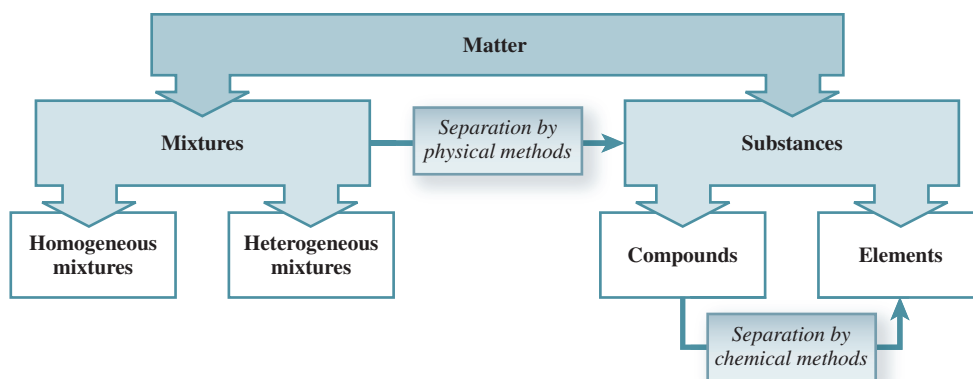 Matter
Mixtures
Separation by
physical methods
Substances
Homogeneous
mixtures
Heterogeneous
mixtures
Compounds
Elements
Separation by
chemical methods